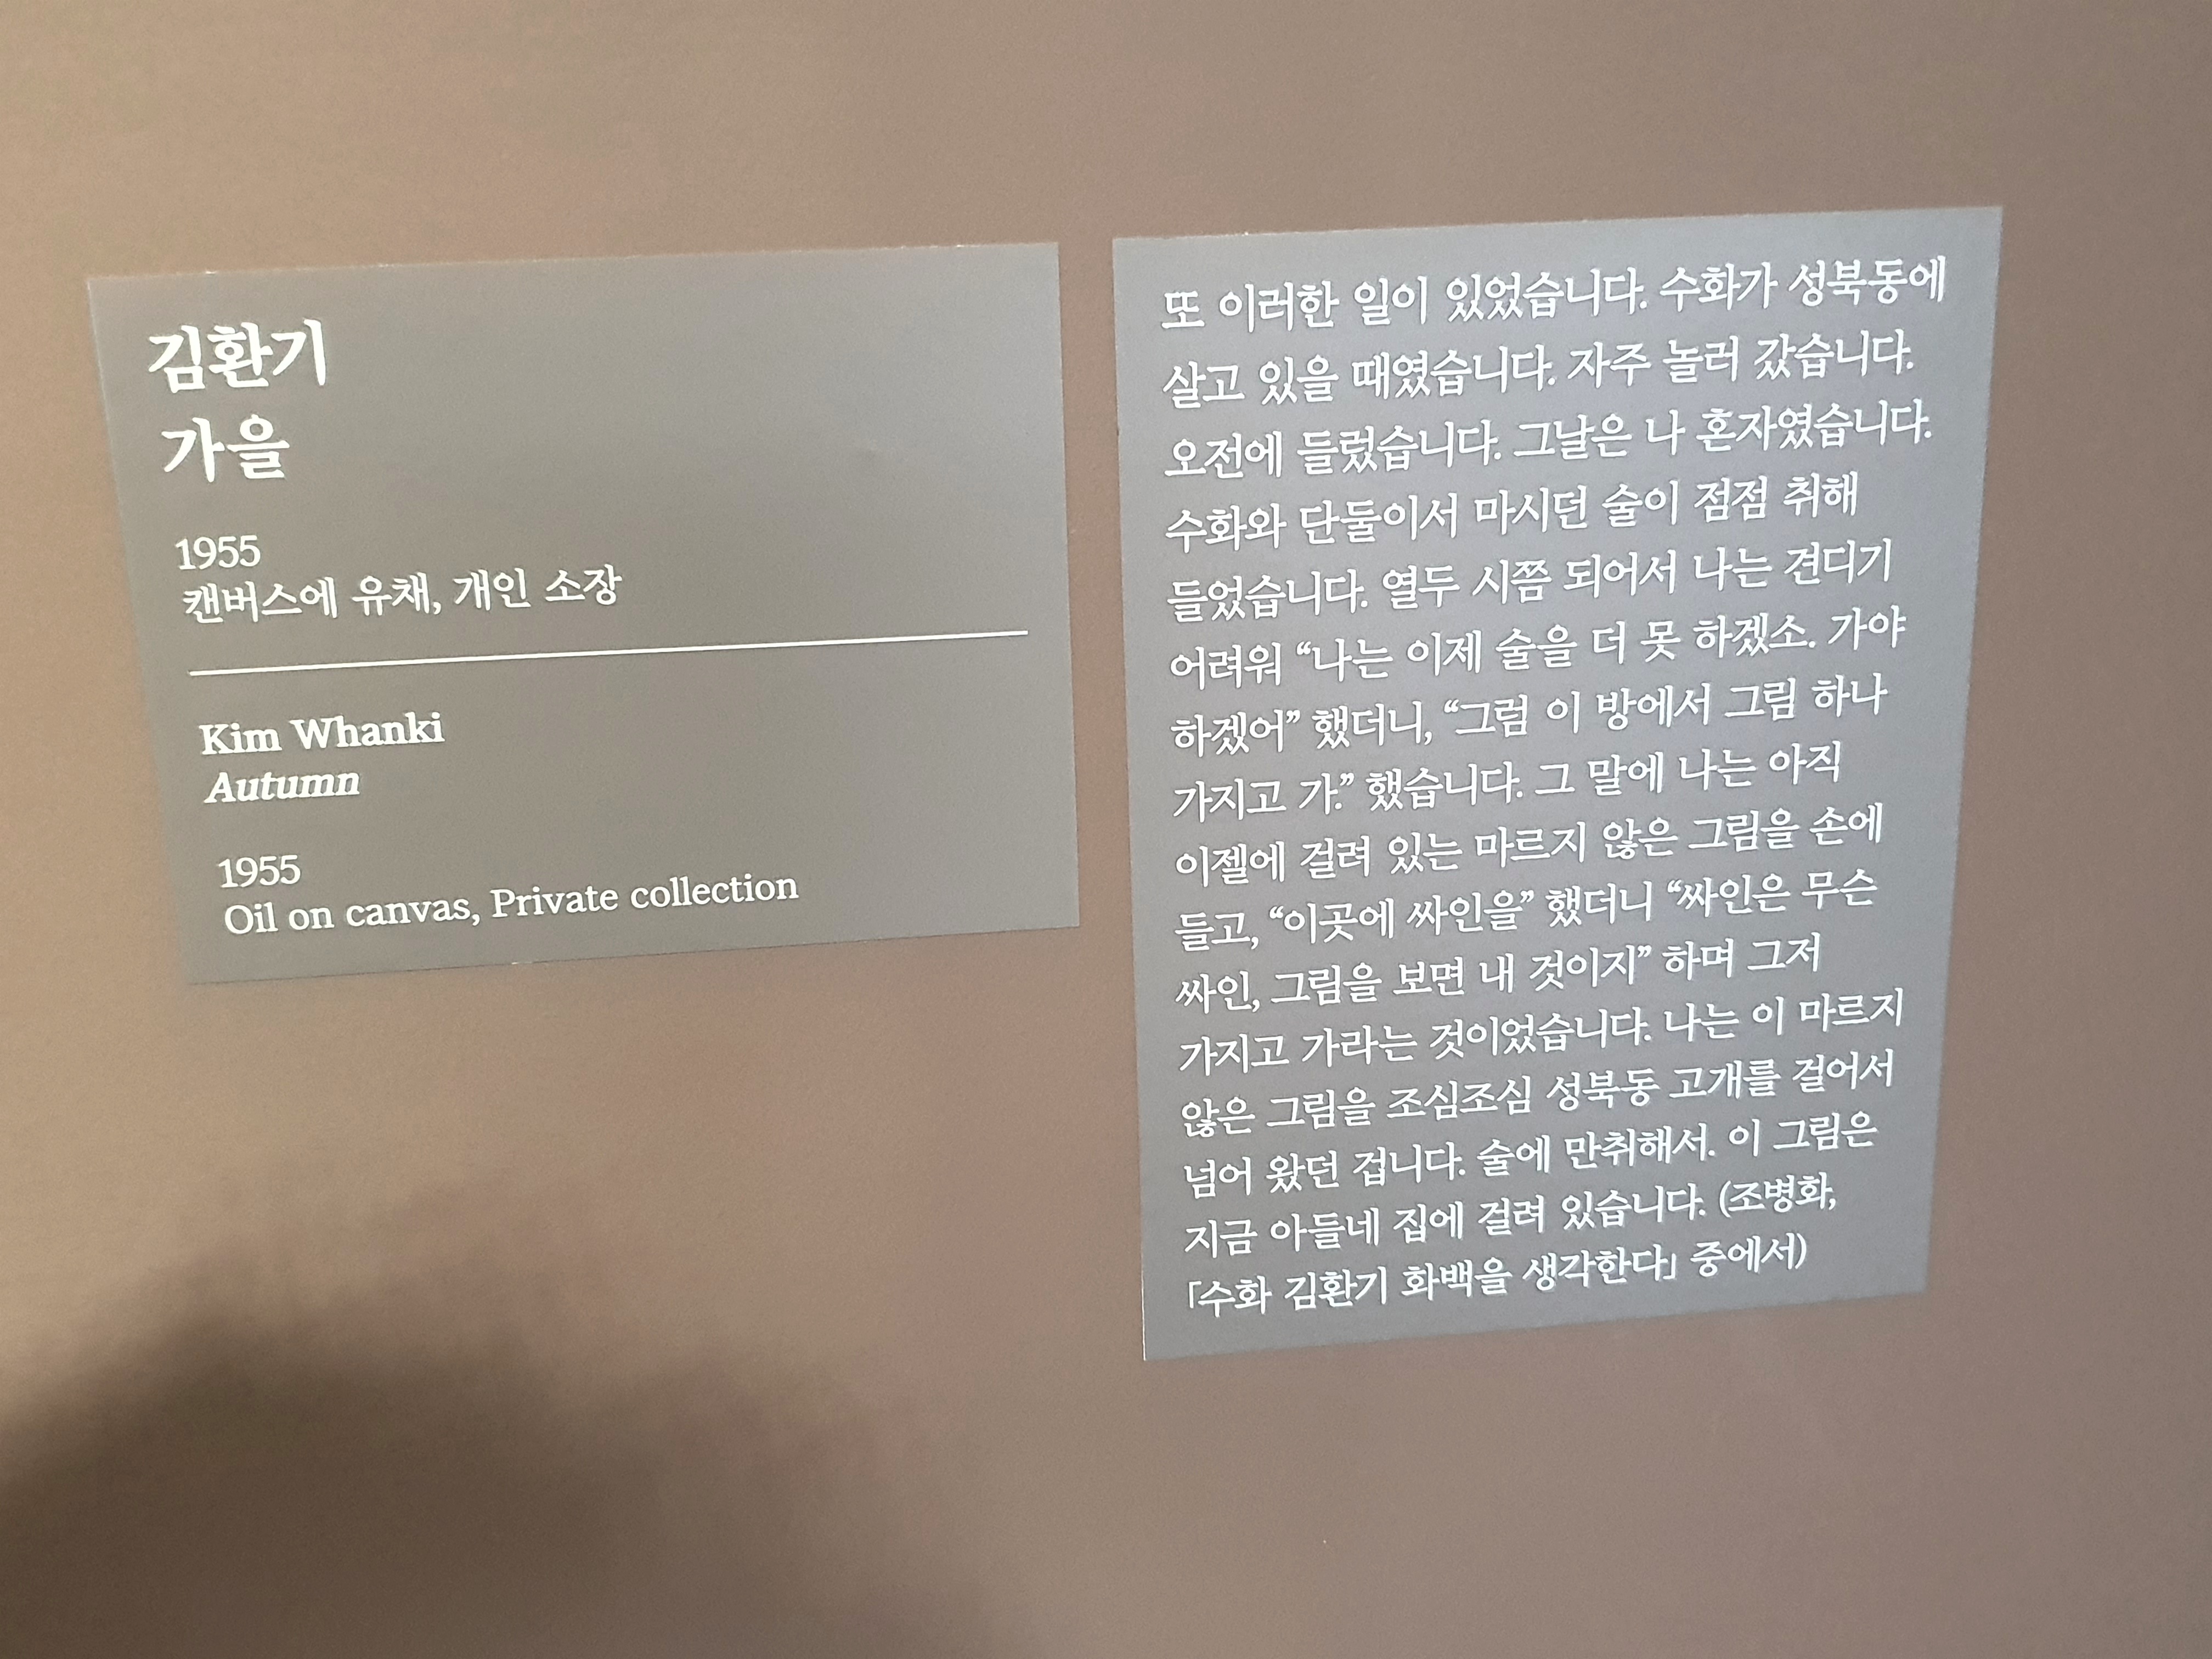 김환기
가을
1955
캔버스에 유채, 개인 소장
Kim Whanki
Autumn
1955
Oil on canvas, Private collection
또 이러한 일이 있었습니다. 수화가 성북동에
살고 있을 때였습니다. 자주 놀러 갔습니다.
오전에 들렀습니다. 그날은 나 혼자였습니다.
수화와 단둘이서 마시던 술이 점점 취해
들었습니다. 열두 시쯤 되어서 나는 견디기
어려워 “나는 이제 술을 더 못 하겠소. 가야
하겠어” 했더니, “그럼 이 방에서 그림 하나
가지고 가.” 했습니다. 그 말에 나는 아직
이젤에 걸려 있는 마르지 않은 그림을 손에
들고, “이곳에 싸인을” 했더니 “싸인은 무슨
싸인, 그림을 보면 내 것이지” 하며 그저
가지고 가라는 것이었습니다. 나는 이 마르지
않은 그림을 조심조심 성북동 고개를 걸어서
넘어 왔던 겁니다. 술에 만취해서. 이 그림은
지금 아들네 집에 걸려 있습니다. (조병화,
「수화 김환기 화백을 생각한다」 중에서)